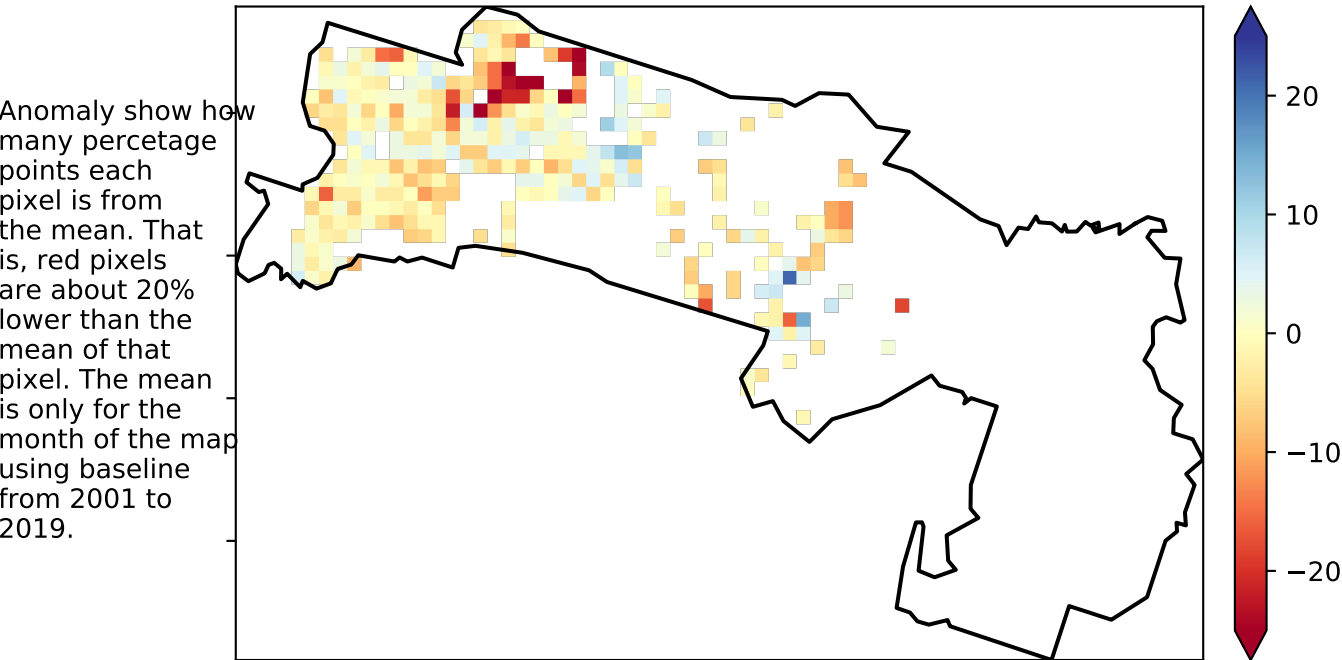 Anomaly show how
many percetage
points each
pixel is from
the mean. That
is, red pixels
are about 20%
lower than the
mean of that
pixel. The mean
is only for the
month of the map
using baseline
from 2001 to
2019.
20
10
0
−10
−20